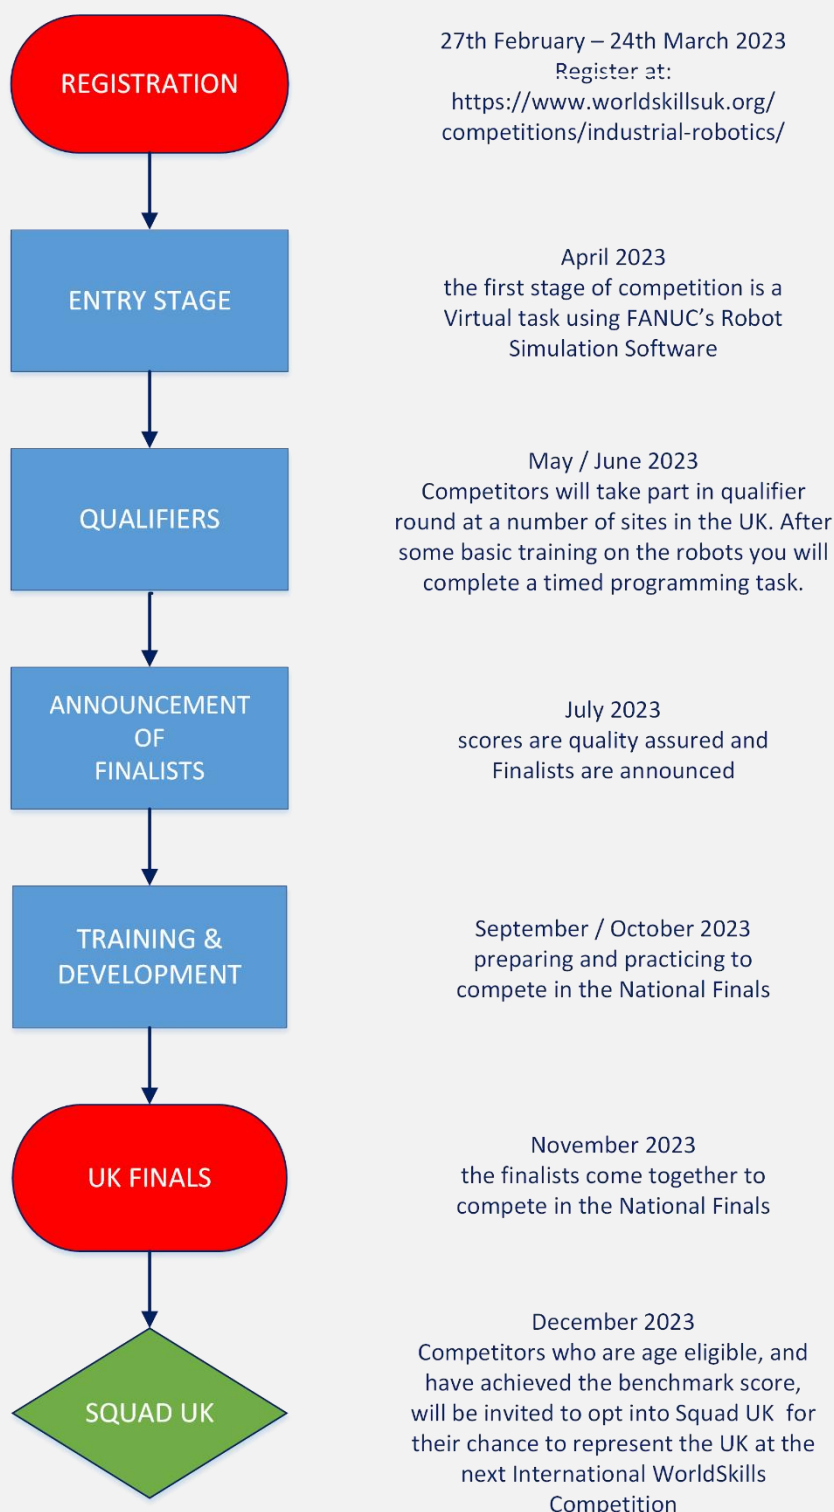 REGISTRATION
27th February – 24th March 2023
Register at:
https://www.worldskillsuk.org/
competitions/industrial-robotics/
ENTRY STAGE
April 2023
the first stage of competition is a
Virtual task using FANUC’s Robot
Simulation Software
QUALIFIERS
May / June 2023
Competitors will take part in qualifier
round at a number of sites in the UK. After
some basic training on the robots you will
complete a timed programming task.
ANNOUNCEMENT
OF
FINALISTS
July 2023
scores are quality assured and
Finalists are announced
TRAINING &
DEVELOPMENT
September / October 2023
preparing and practicing to
compete in the National Finals
UK FINALS
November 2023
the finalists come together to
compete in the National Finals
SQUAD UK
December 2023
Competitors who are age eligible, and
have achieved the benchmark score,
will be invited to opt into Squad UK for
their chance to represent the UK at the
next International WorldSkills
Competition